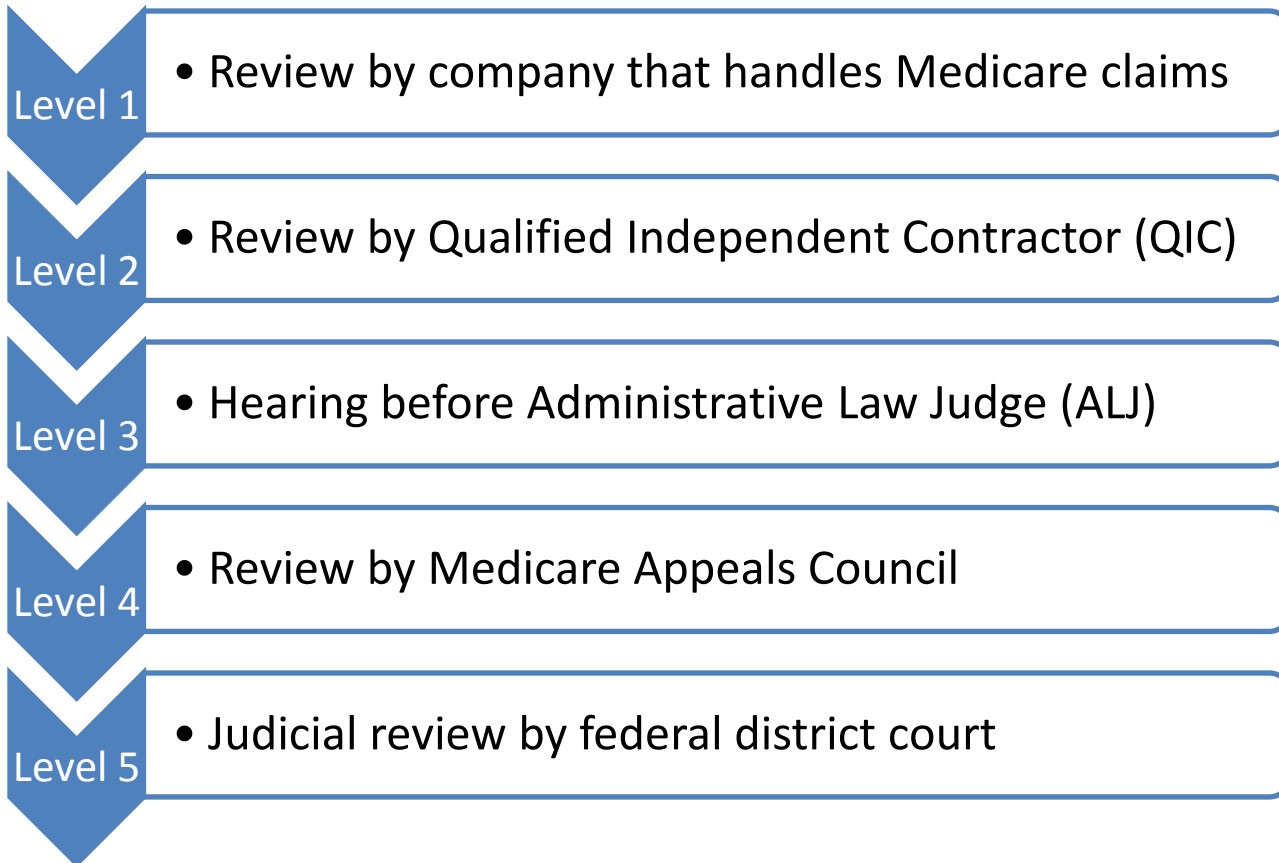 Level 1
• Review by company that handles Medicare claims
Level 2
• Review by Qualified Independent Contractor (QIC)
Level 3
• Hearing before Administrative Law Judge (ALJ)
Level 4
• Review by Medicare Appeals Council
Level 5
• Judicial review by federal district court